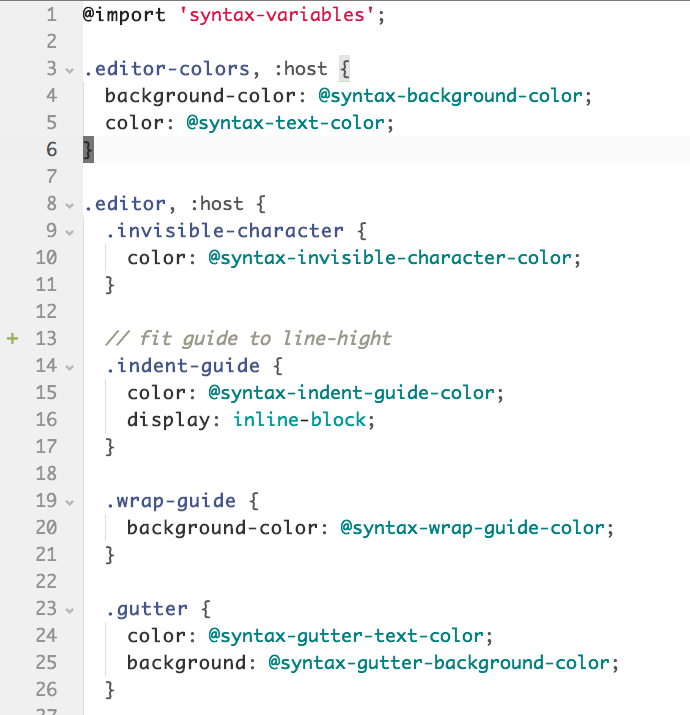 1 @import 'syntax-variables';
2
3 .editor-colors, :host {
4 background-color: @syntax-background-color;
5 color: @syntax-text-color;
6 }
7
8 .editor, :host {
9 .invisible-character {
10 color: @syntax-invisible-character-color;
11 }
12
+ 13 // fit guide to line-hight
14 .indent-guide {
15 color: @syntax-indent-guide-color;
16 display: inline-block;
17 }
18
19 .wrap-guide {
20 background-color: @syntax-wrap-guide-color;
21 }
22
23 .gutter {
24 color: @syntax-gutter-text-color;
25 background: @syntax-gutter-background-color;
26 }
27